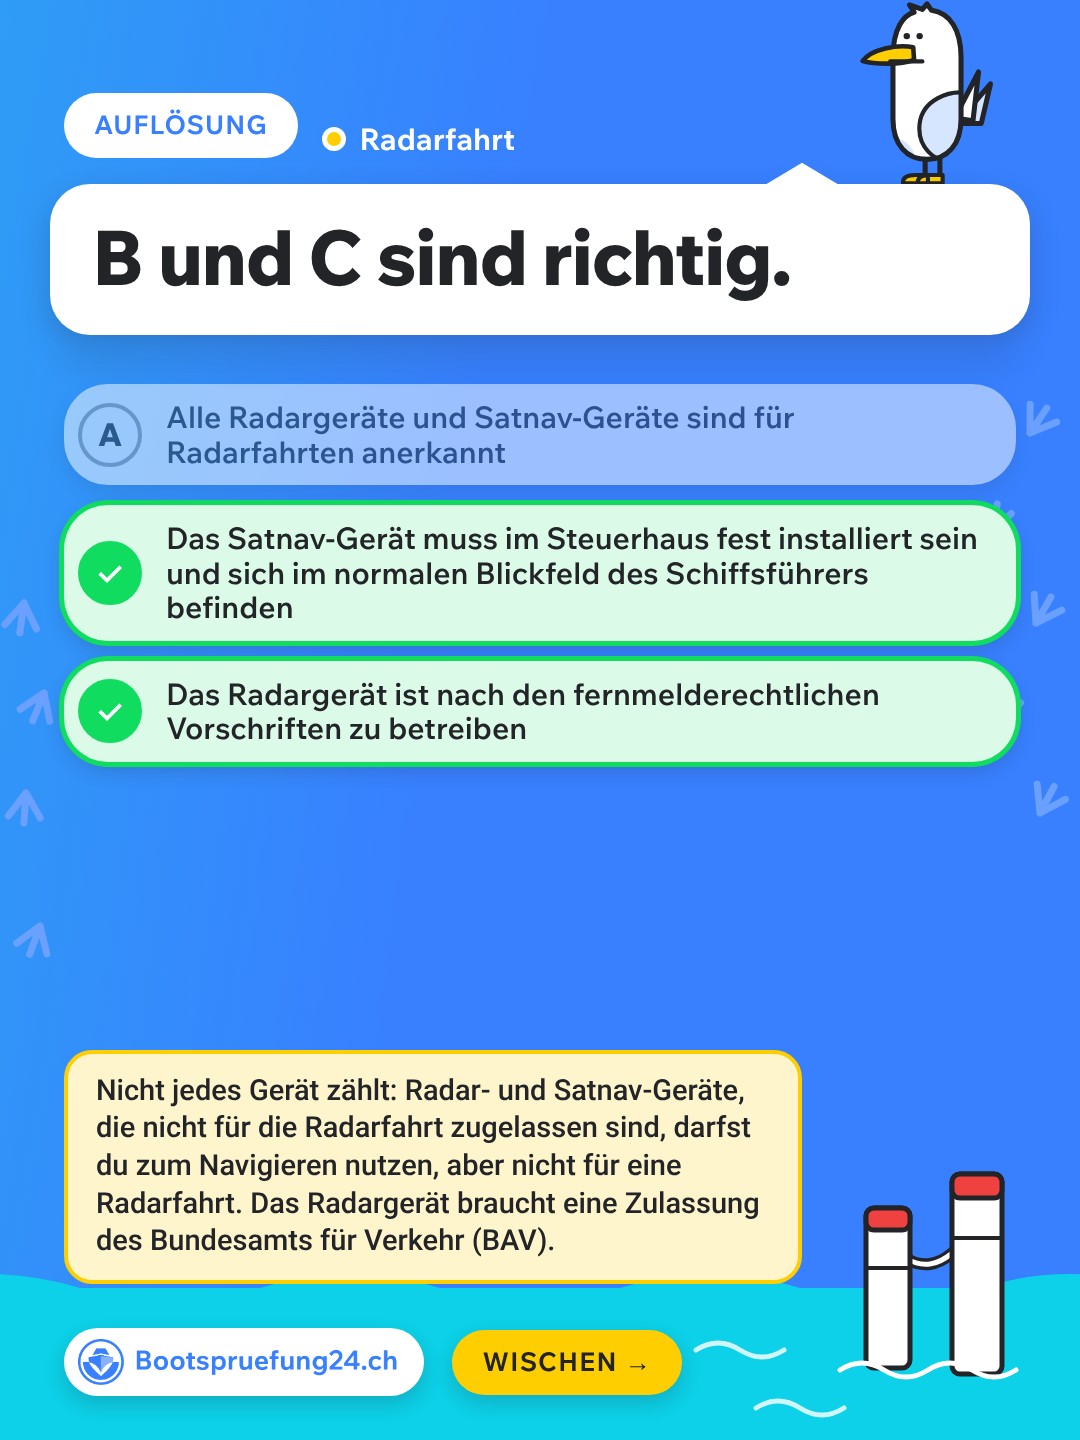 AUFLÖSUNG
Radarfahrt
B und C sind richtig.
A
Alle Radargeräte und Satnav-Geräte sind für
Radarfahrten anerkannt
Das Satnav-Gerät muss im Steuerhaus fest installiert sein
und sich im normalen Blickfeld des Schiffsführers
befinden
Das Radargerät ist nach den fernmelderechtlichen
Vorschriften zu betreiben
Nicht jedes Gerät zählt: Radar- und Satnav-Geräte,
die nicht für die Radarfahrt zugelassen sind, darfst
du zum Navigieren nutzen, aber nicht für eine
Radarfahrt. Das Radargerät braucht eine Zulassung
des Bundesamts für Verkehr (BAV).
Bootspruefung24.ch
WISCHEN →